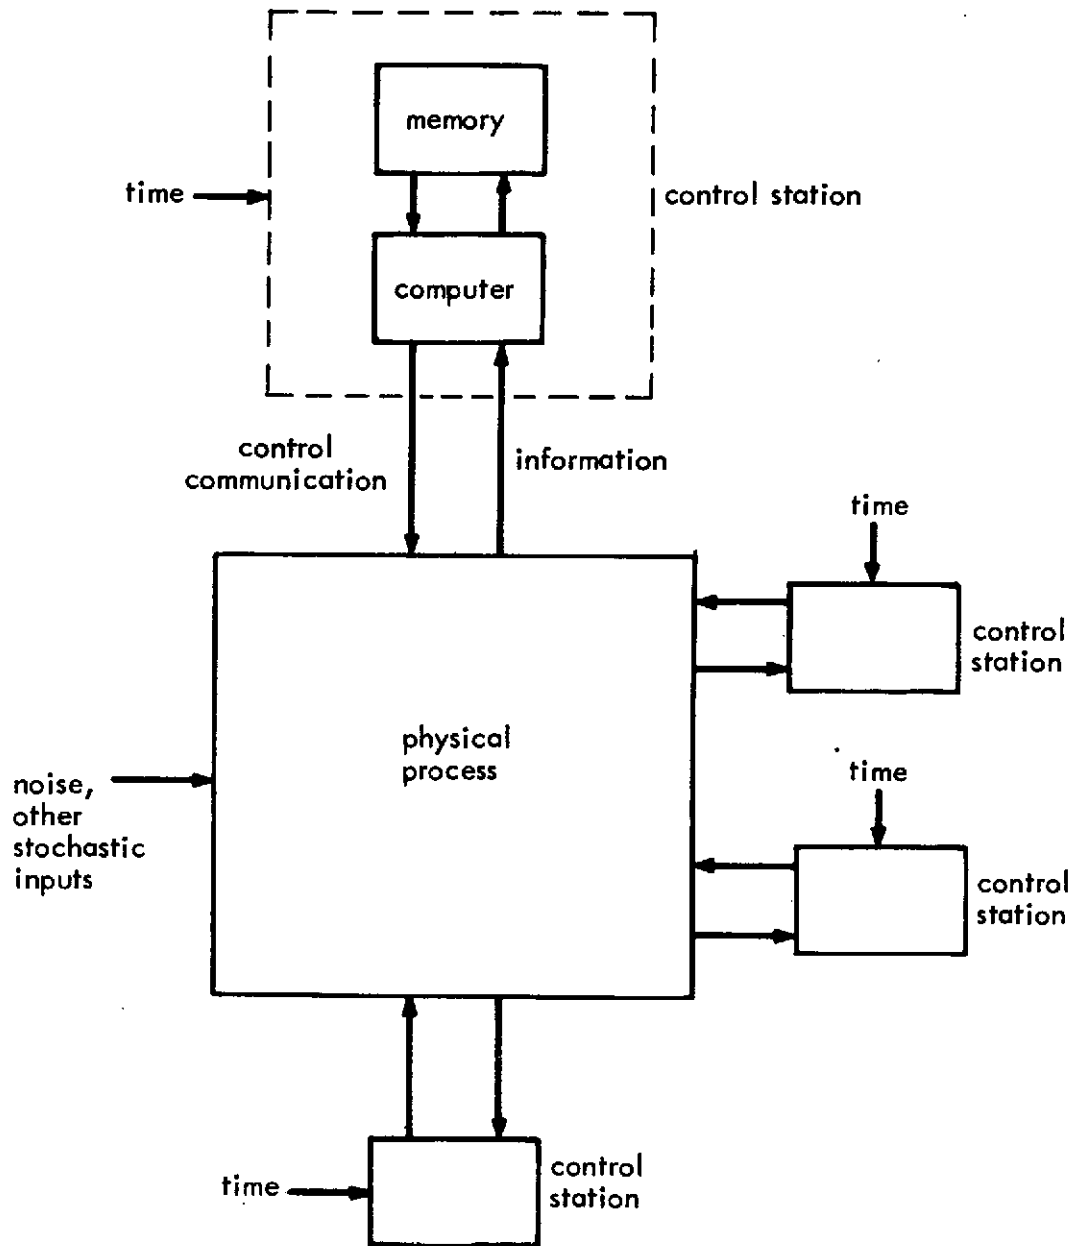 memory
time
control station
computer
control
communication
information
time
control
station
physical
process
time
noise,
other
stochastic
inputs
control
station
control
station
time